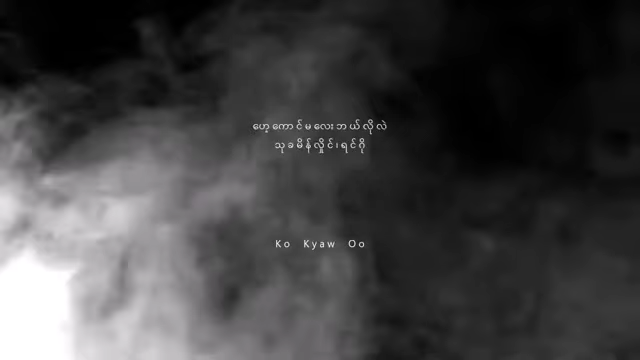 ဟေ့ကောင်မလေးဘယ်လိုလဲ
သုခမိန်လှိုင်၊ရင်ဂို
Ko Kyaw Oo